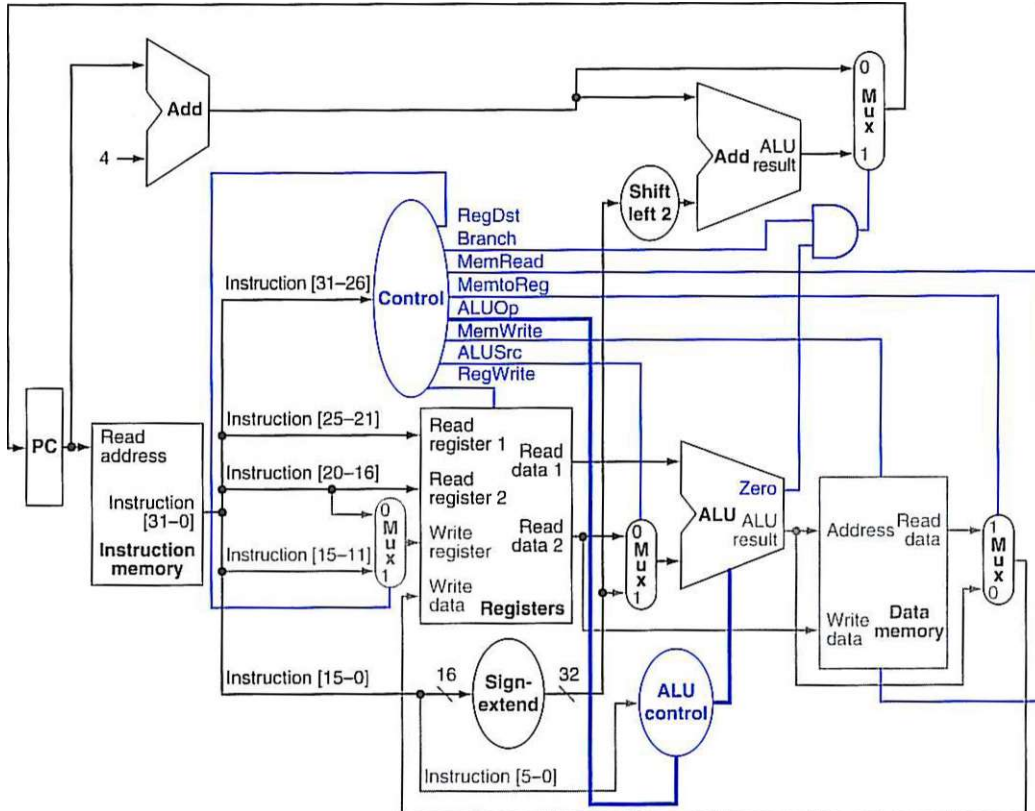 0
M
u
x
1
Add
4
Add
ALU
result
Shift
left 2
RegDst
Branch
MemRead
MemtoReg
ALUOp
MemWrite
ALUSrc
RegWrite
Instruction [31–26]
Control
PC
Read
address
Instruction
[31–0]
Instruction
memory
Instruction [25–21]
Instruction [20–16]
Instruction [15–11]
0
M
u
x
1
Read
register 1
Read
register 2
Write
register
Write
data
Read
data 1
Read
data 2
Registers
0
M
u
x
1
Zero
ALU
ALU
result
Address
Read
data
Write
data
Data
memory
1
M
u
x
0
Instruction [15–0]
16
Sign-
extend
32
ALU
control
Instruction [5–0]